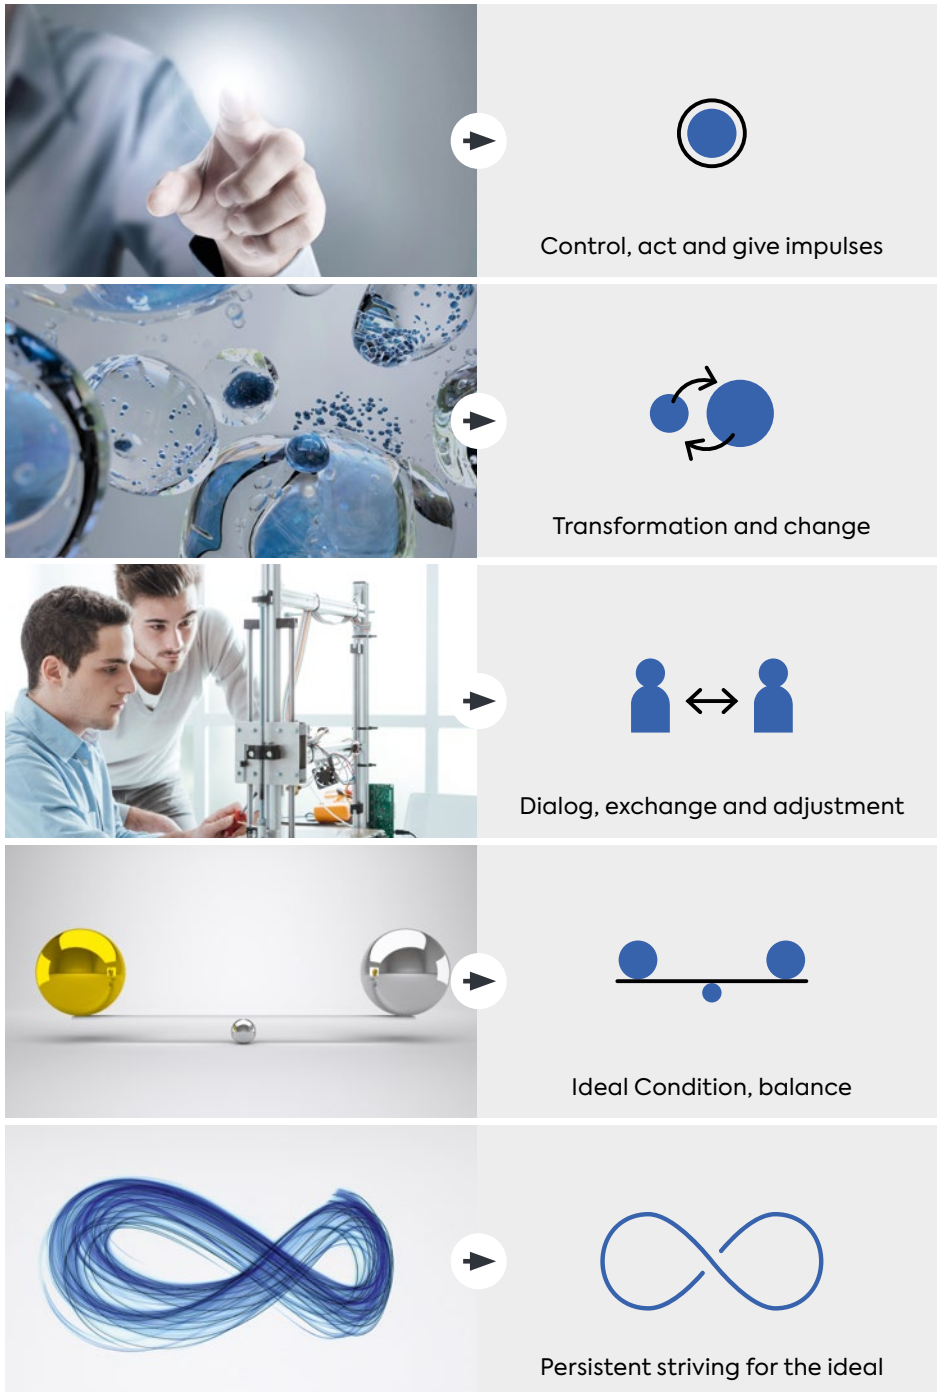 Control, act and give impulses
Transformation and change
Dialog, exchange and adjustment
Ideal Condition, balance
Persistent striving for the ideal